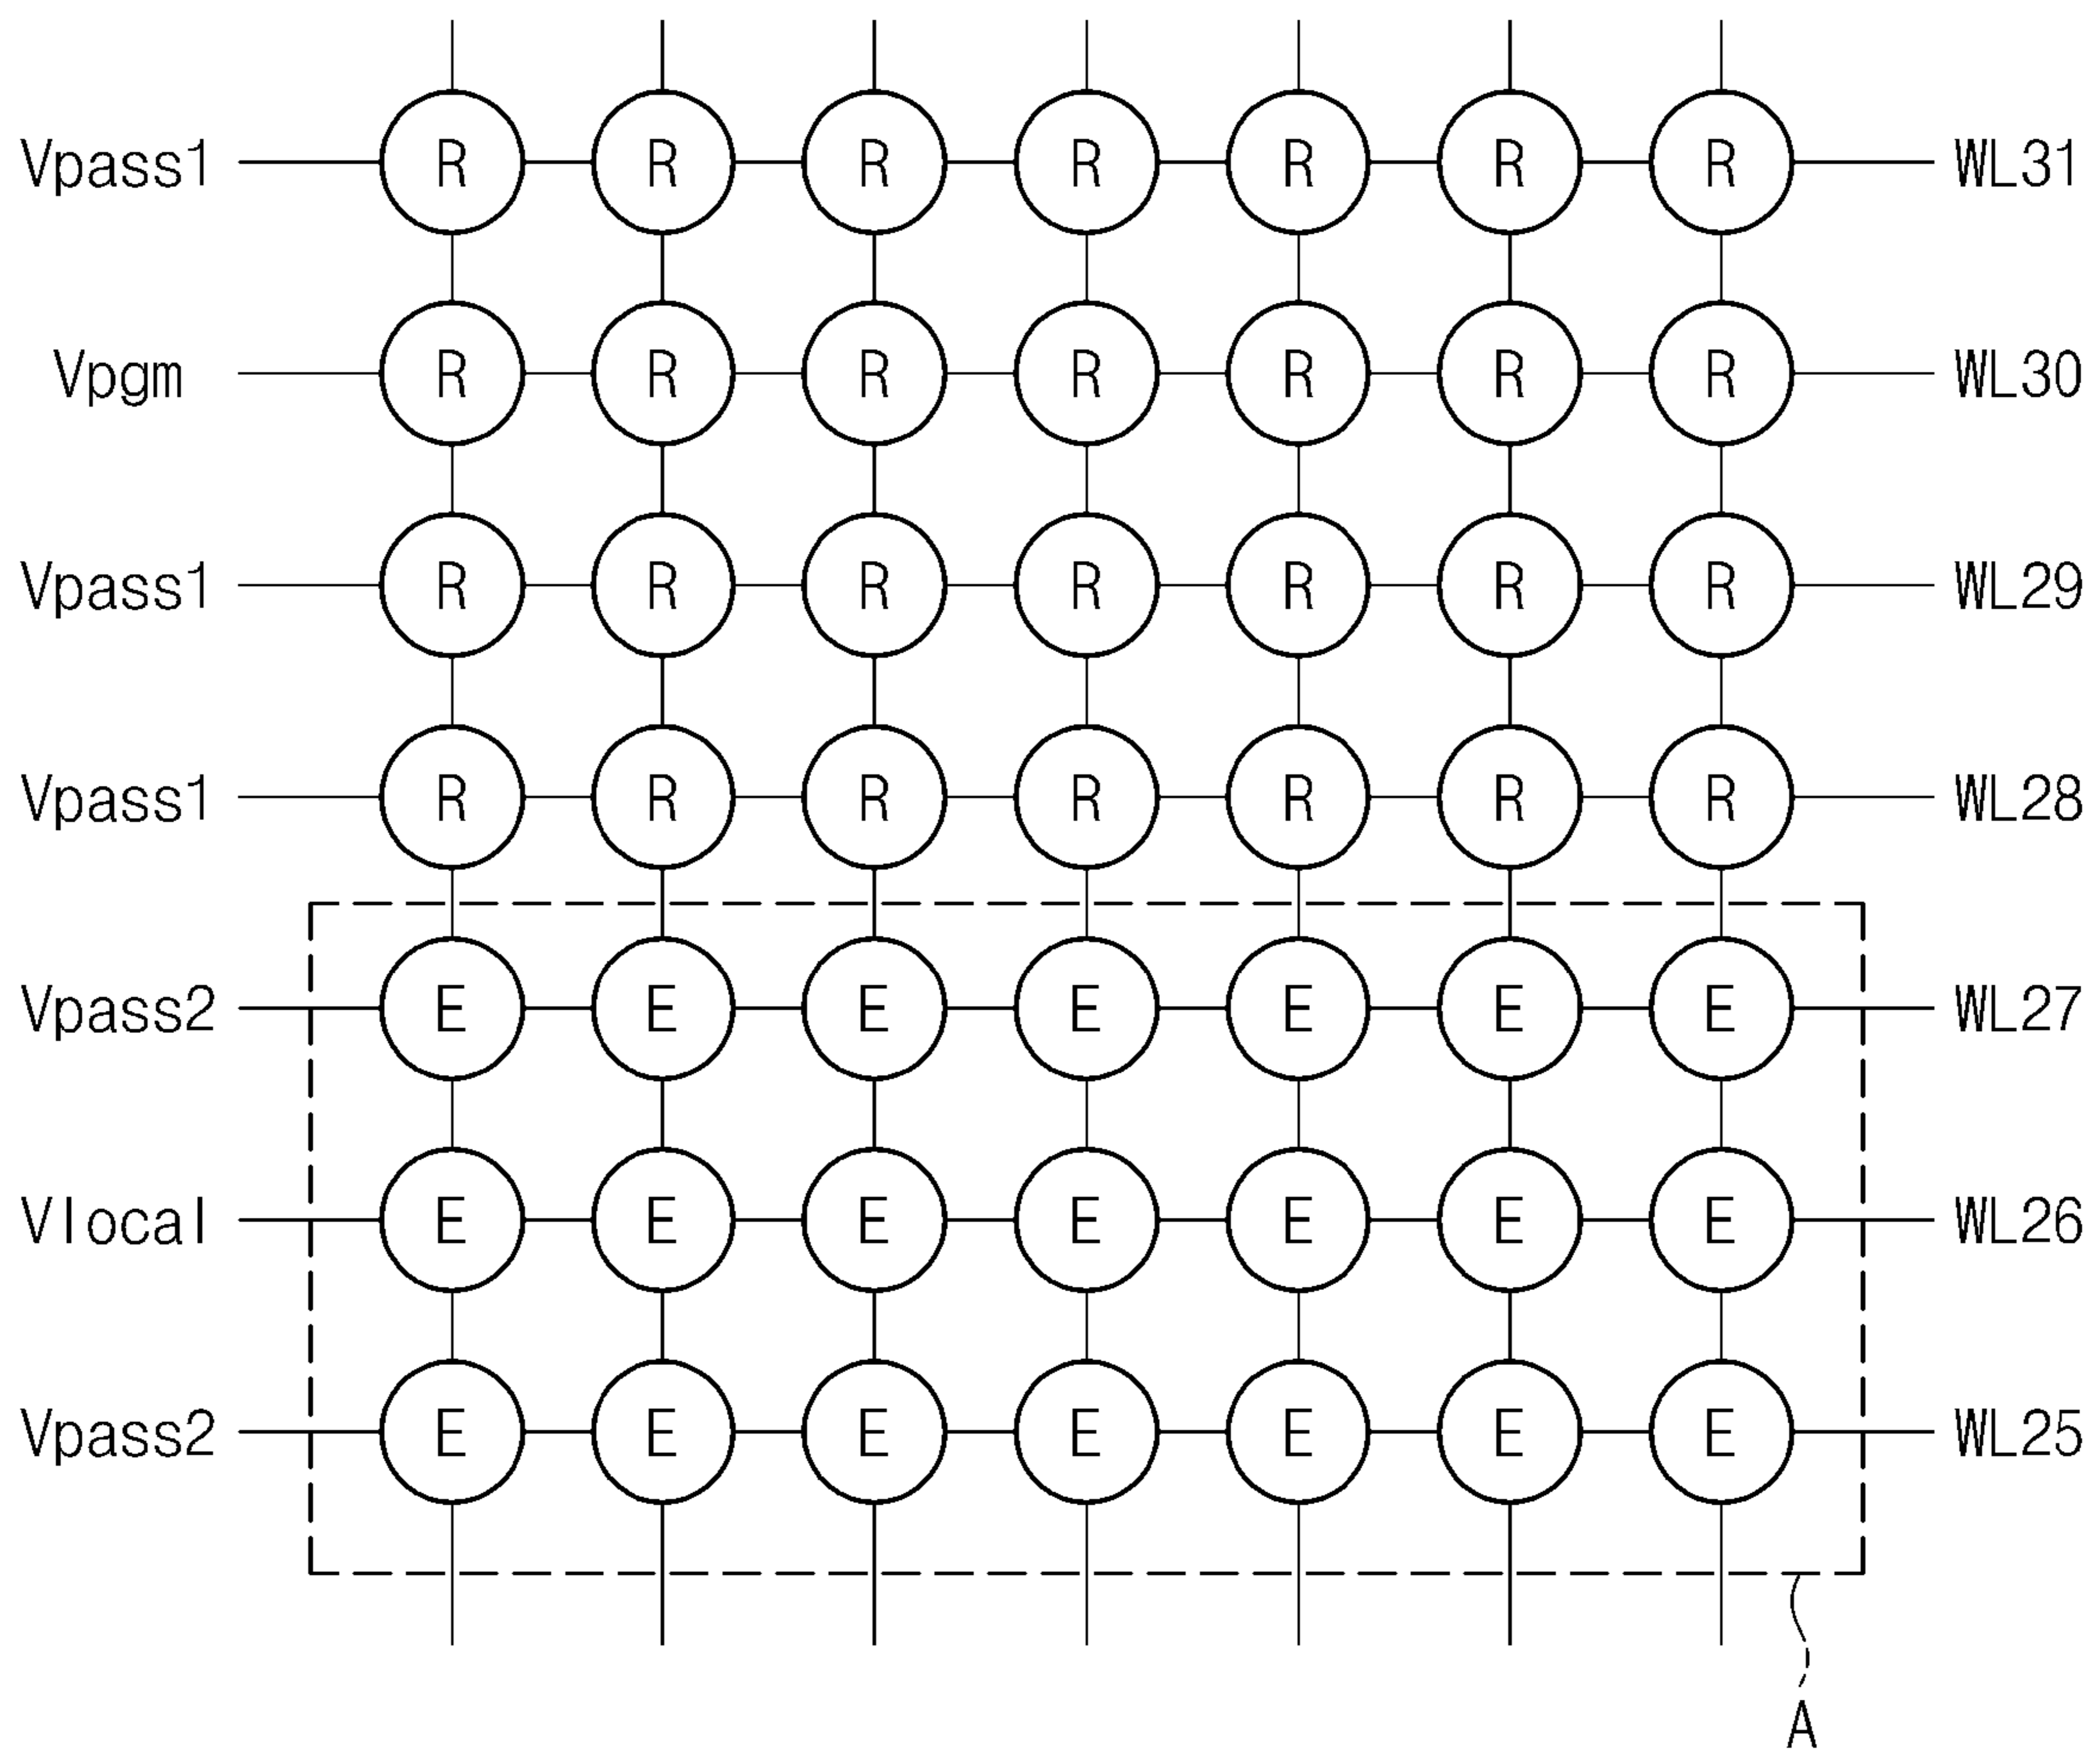 Vpass1 R R R R R R R WL31
Vpgm R R R R R R R WL30
Vpass1 R R R R R R R WL29
Vpass1 R R R R R R R WL28
Vpass2 E E E E E E E WL27
Vlocal E E E E E E E WL26
Vpass2 E E E E E E E WL25
A